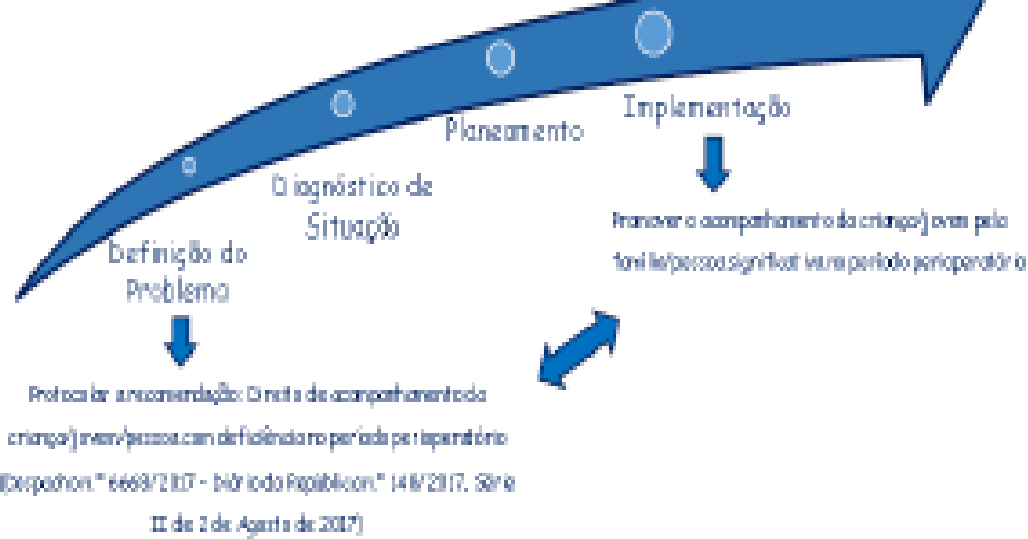 Implementação
Planeamento
Diagnóstico de
Situação
Definição do
Problema
Promover o acompanhamento da criança/jovem pela
família/pessoa significativa no período perioperatório
Protocolar a recomendação: Direito de acompanhamento da
criança/jovem/pessoa com deficiência no período perioperatório
(Despacho n.º 6668/2017 - Diário da República n.º 148/2017, Série
II de 2 de Agosto de 2017)